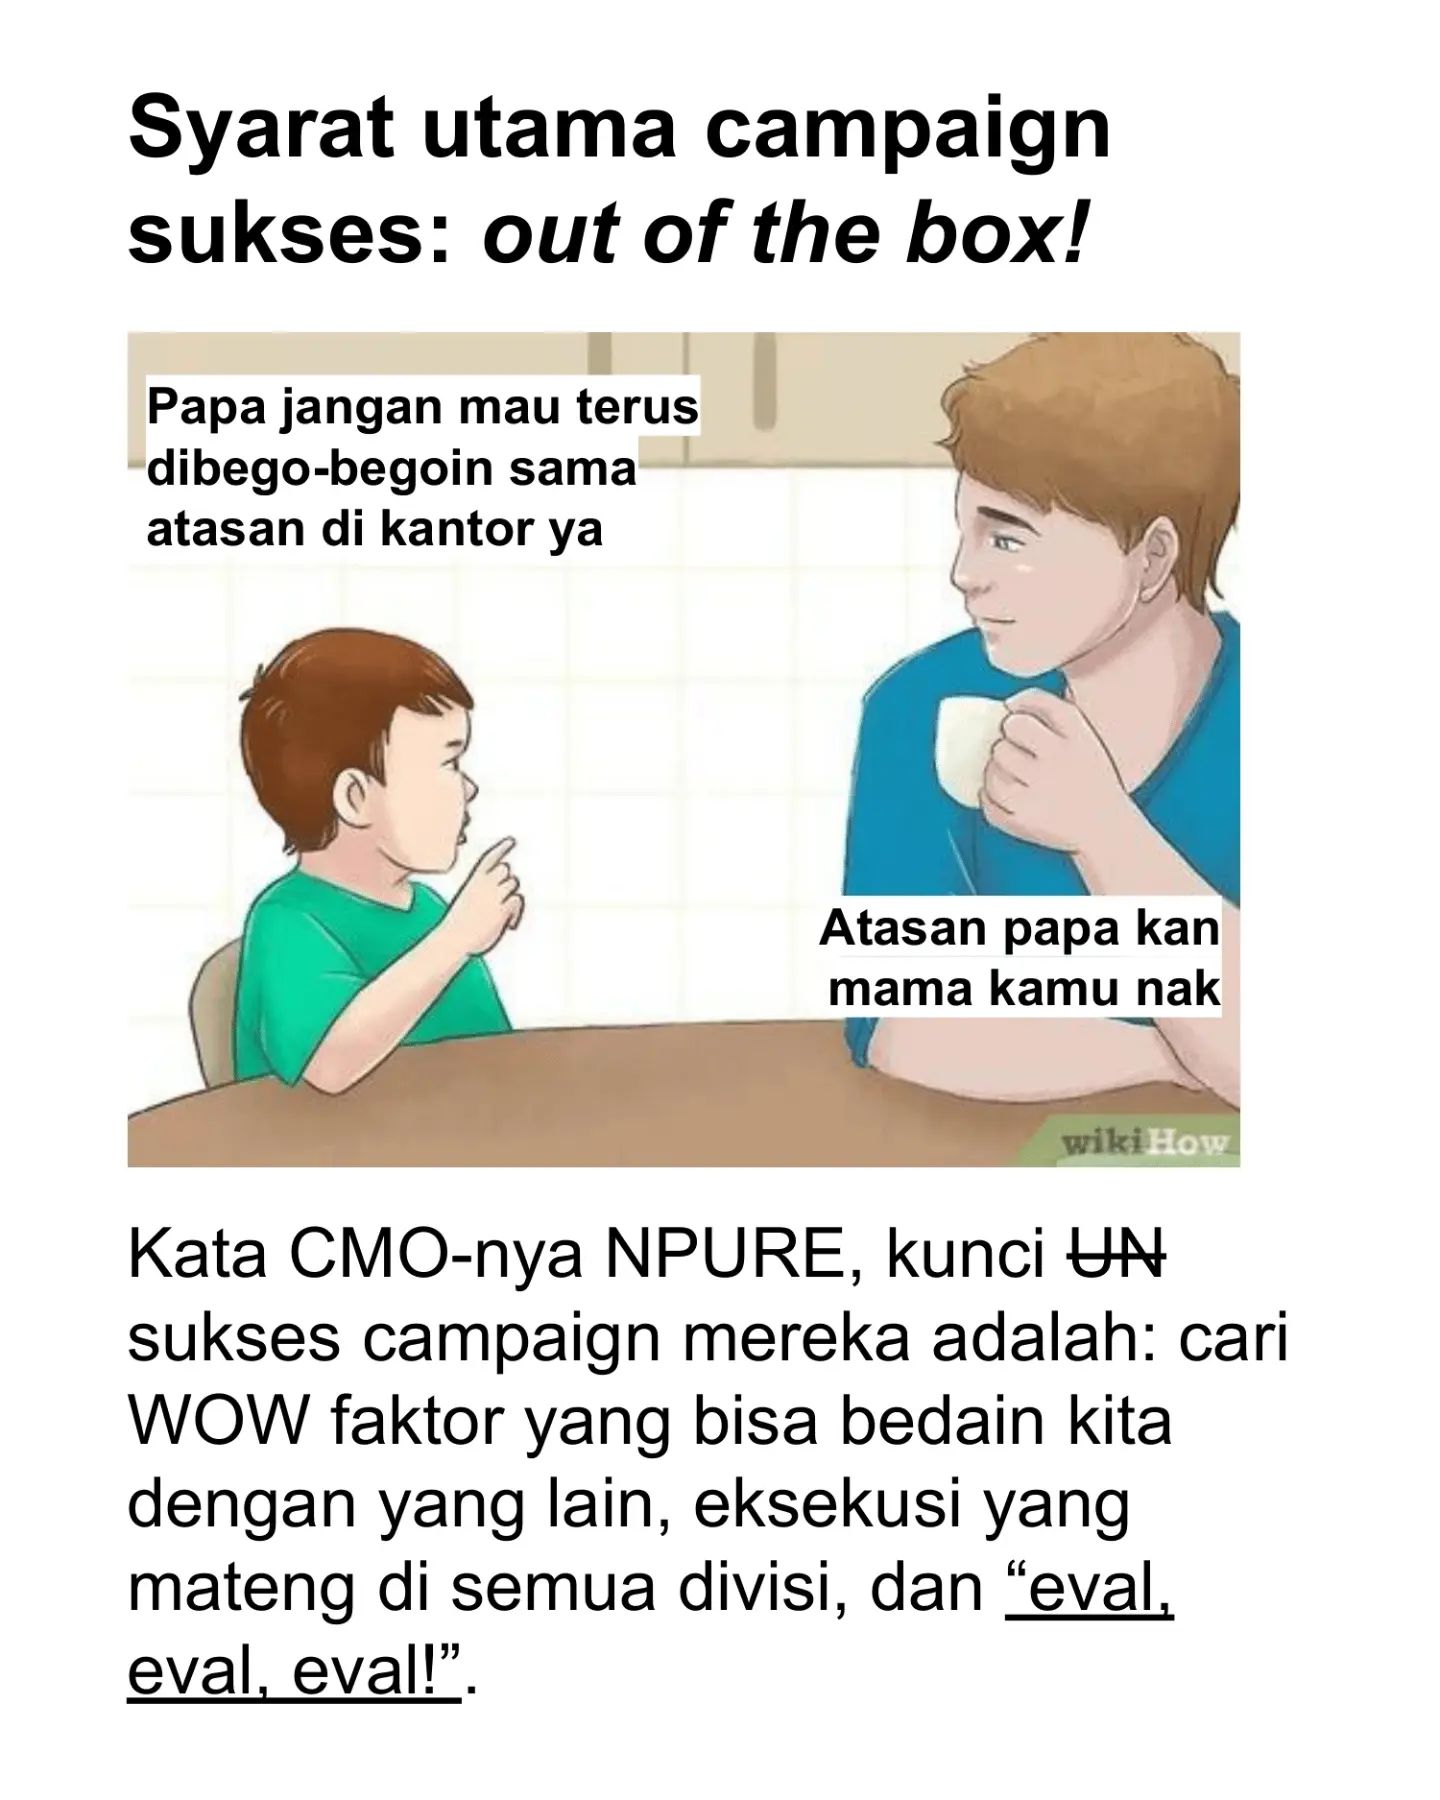 Syarat utama campaign
sukses: out of the box!
Papa jangan mau terus
dibego-begoin sama
atasan di kantor ya
Atasan papa kan
mama kamu nak
wikiHow
Kata CMO-nya NPURE, kunci UN
sukses campaign mereka adalah: cari
WOW faktor yang bisa bedain kita
dengan yang lain, eksekusi yang
mateng di semua divisi, dan “eval,
eval, eval!”.